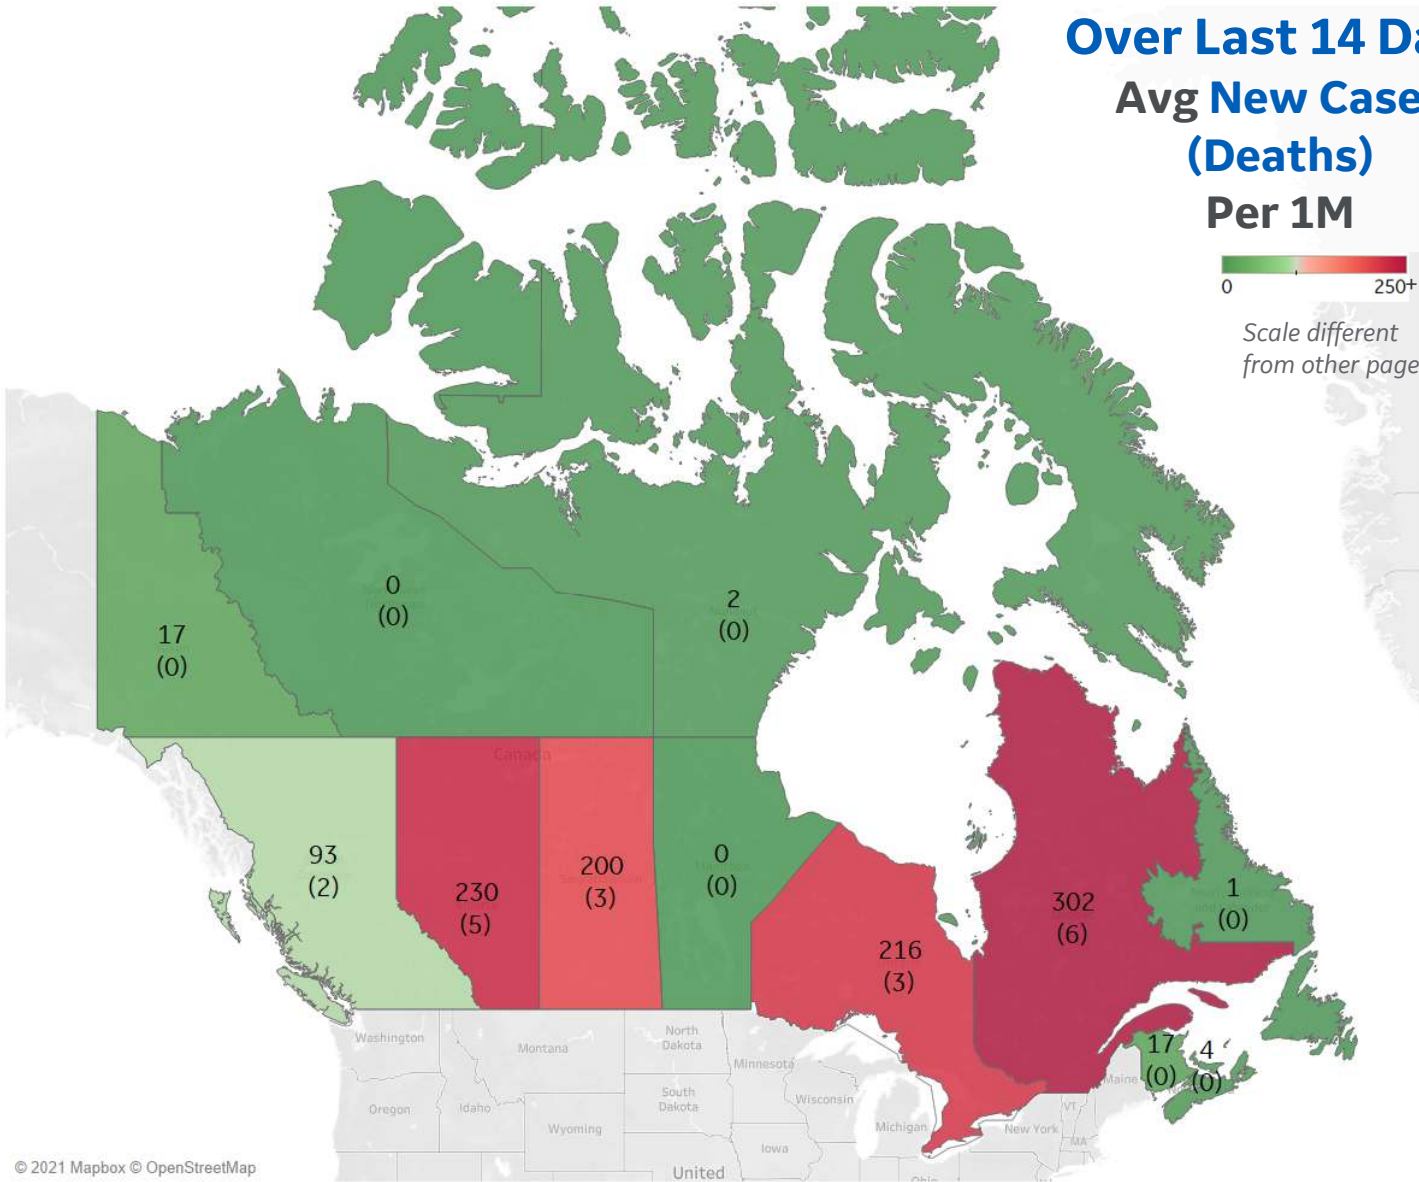 Over Last 14 Da
Avg New Case
(Deaths)
Per 1M
0
250+
Scale different
from other page
0
(0)
2
(0)
17
(0)
Canada
93
(2)
230
(5)
200
(3)
0
(0)
216
(3)
302
(6)
1
(0)
17
(0)
4
(0)
Washington
Montana
North
Dakota
Minnesota
Oregon
Idaho
South
Dakota
Wisconsin
Michigan
Maine
VT
New York
MA
Wyoming
Iowa
United
© 2021 Mapbox © OpenStreetMap